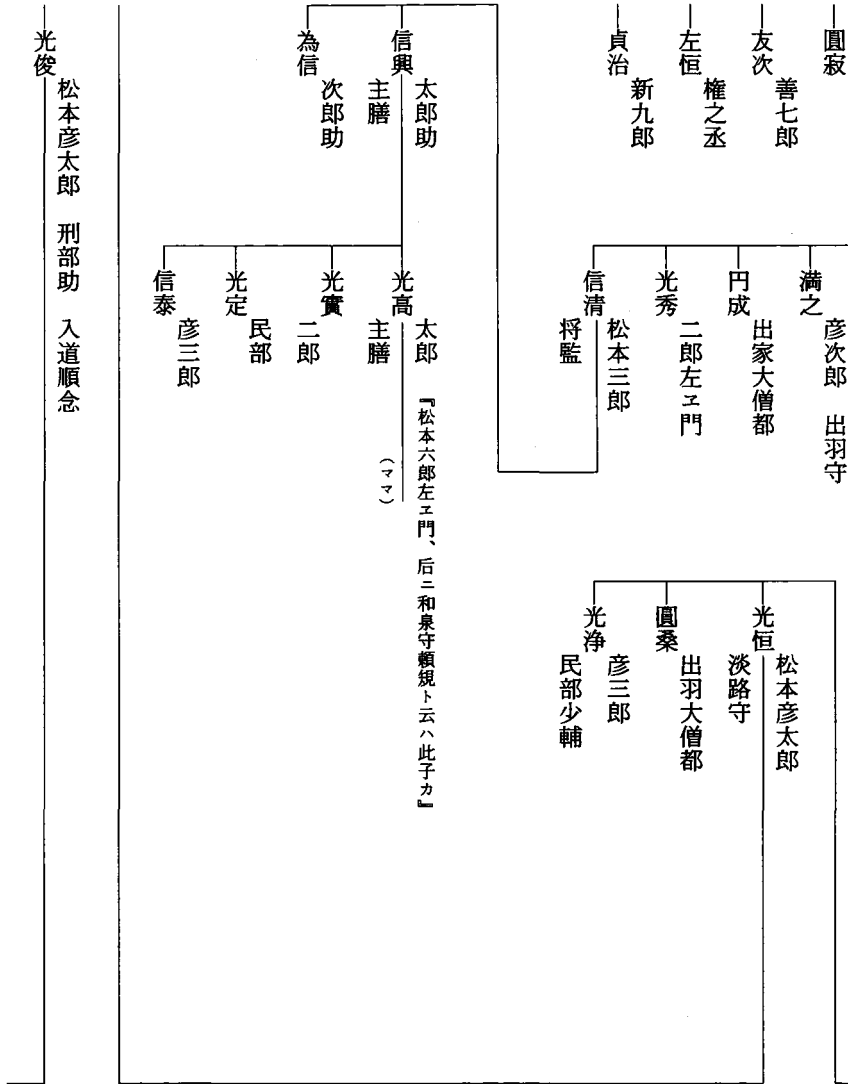 圓寂
友次
善七郎
左恒
権之丞
貞治
新九郎
満之
彦次郎　出羽守
円成
出家大僧都
光秀
二郎左ヱ門
信清
松本三郎
将監
光恒
松本彦太郎
淡路守
圓桑
出羽大僧都
光浄
彦三郎
民部少輔
信興
太郎助
主膳
為信
次郎助
光高
太郎
主膳
『松本六郎左ヱ門、后ニ和泉守頼規ト云ハ此子カ』
（ママ）
光實
二郎
光定
民部
信泰
彦三郎
光俊
松本彦太郎　刑部助　入道順念